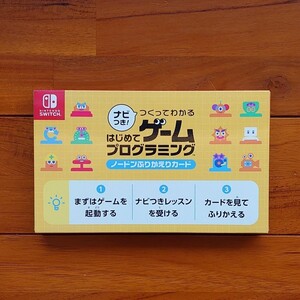 NINTENDO
SWITCH
ナビ
つき!
つくってわかる
はじめて
ゲーム
プログラミング
ノードンふりかえりカード
1
まずはゲームを
起動する
2
ナビつきレッスン
を受ける
3
カードを見て
ふりかえる